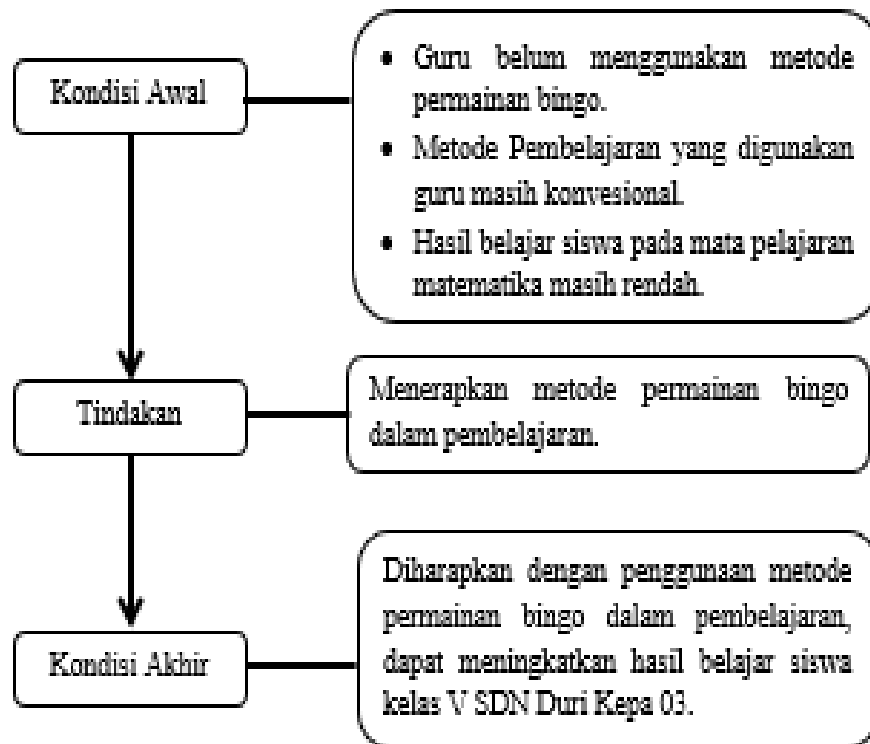 Kondisi Awal
• Guru belum menggunakan metode
permainan bingo.
• Metode Pembelajaran yang digunakan
guru masih konvesional.
• Hasil belajar siswa pada mata pelajaran
matematika masih rendah.
Tindakan
Menerapkan metode permainan bingo
dalam pembelajaran.
Kondisi Akhir
Diharapkan dengan penggunaan metode
permainan bingo dalam pembelajaran,
dapat meningkatkan hasil belajar siswa
kelas V SDN Duri Kepa 03.